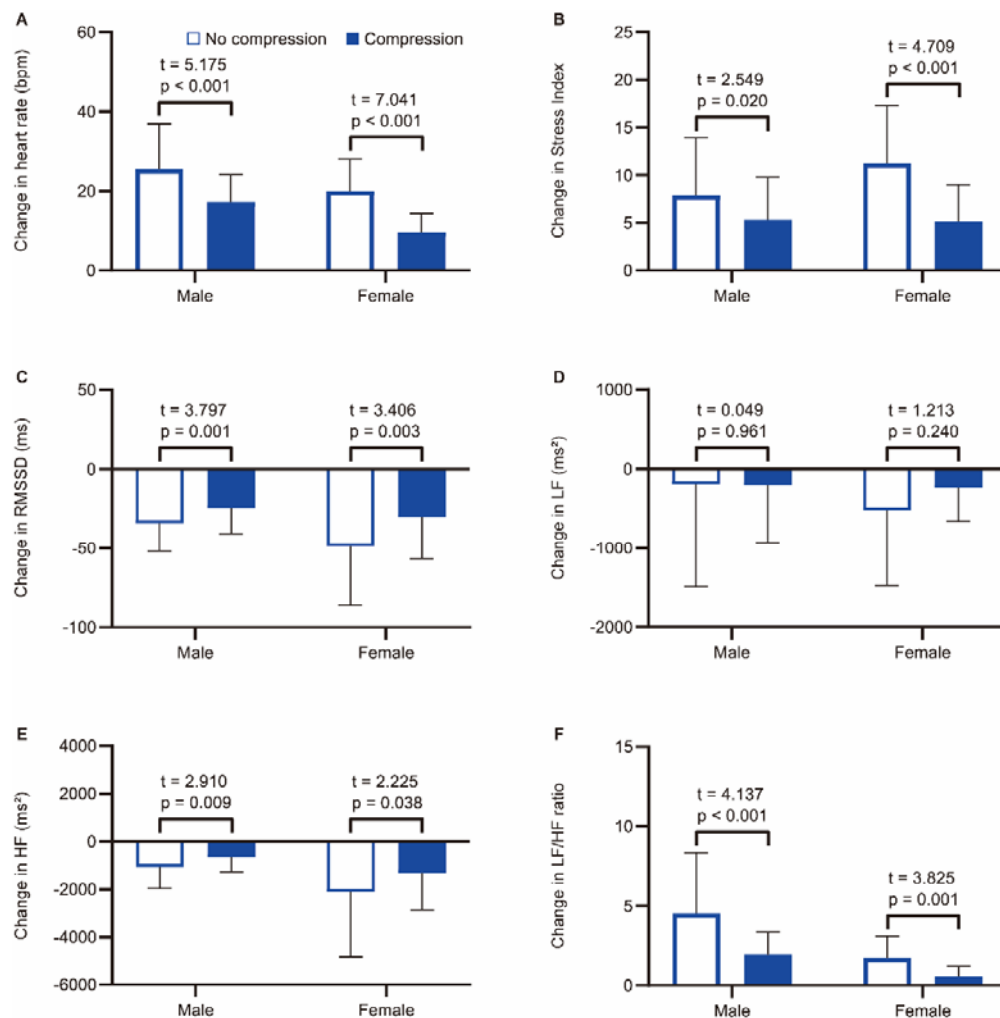 A
Change in heart rate (bpm)
60
40
20
0
No compression
Compression
t = 5.175
p < 0.001
t = 7.041
p < 0.001
Male
Female
B
Change in Stress Index
25
20
15
10
5
0
t = 2.549
p = 0.020
t = 4.709
p < 0.001
Male
Female
C
Change in RMSSD (ms)
50
0
-50
-100
t = 3.797
p = 0.001
t = 3.406
p = 0.003
Male
Female
D
Change in LF (ms²)
1000
0
-1000
-2000
t = 0.049
p = 0.961
t = 1.213
p = 0.240
Male
Female
E
Change in HF (ms²)
4000
2000
0
-2000
-4000
-6000
t = 2.910
p = 0.009
t = 2.225
p = 0.038
Male
Female
F
Change in LF/HF ratio
15
10
5
0
t = 4.137
p < 0.001
t = 3.825
p = 0.001
Male
Female